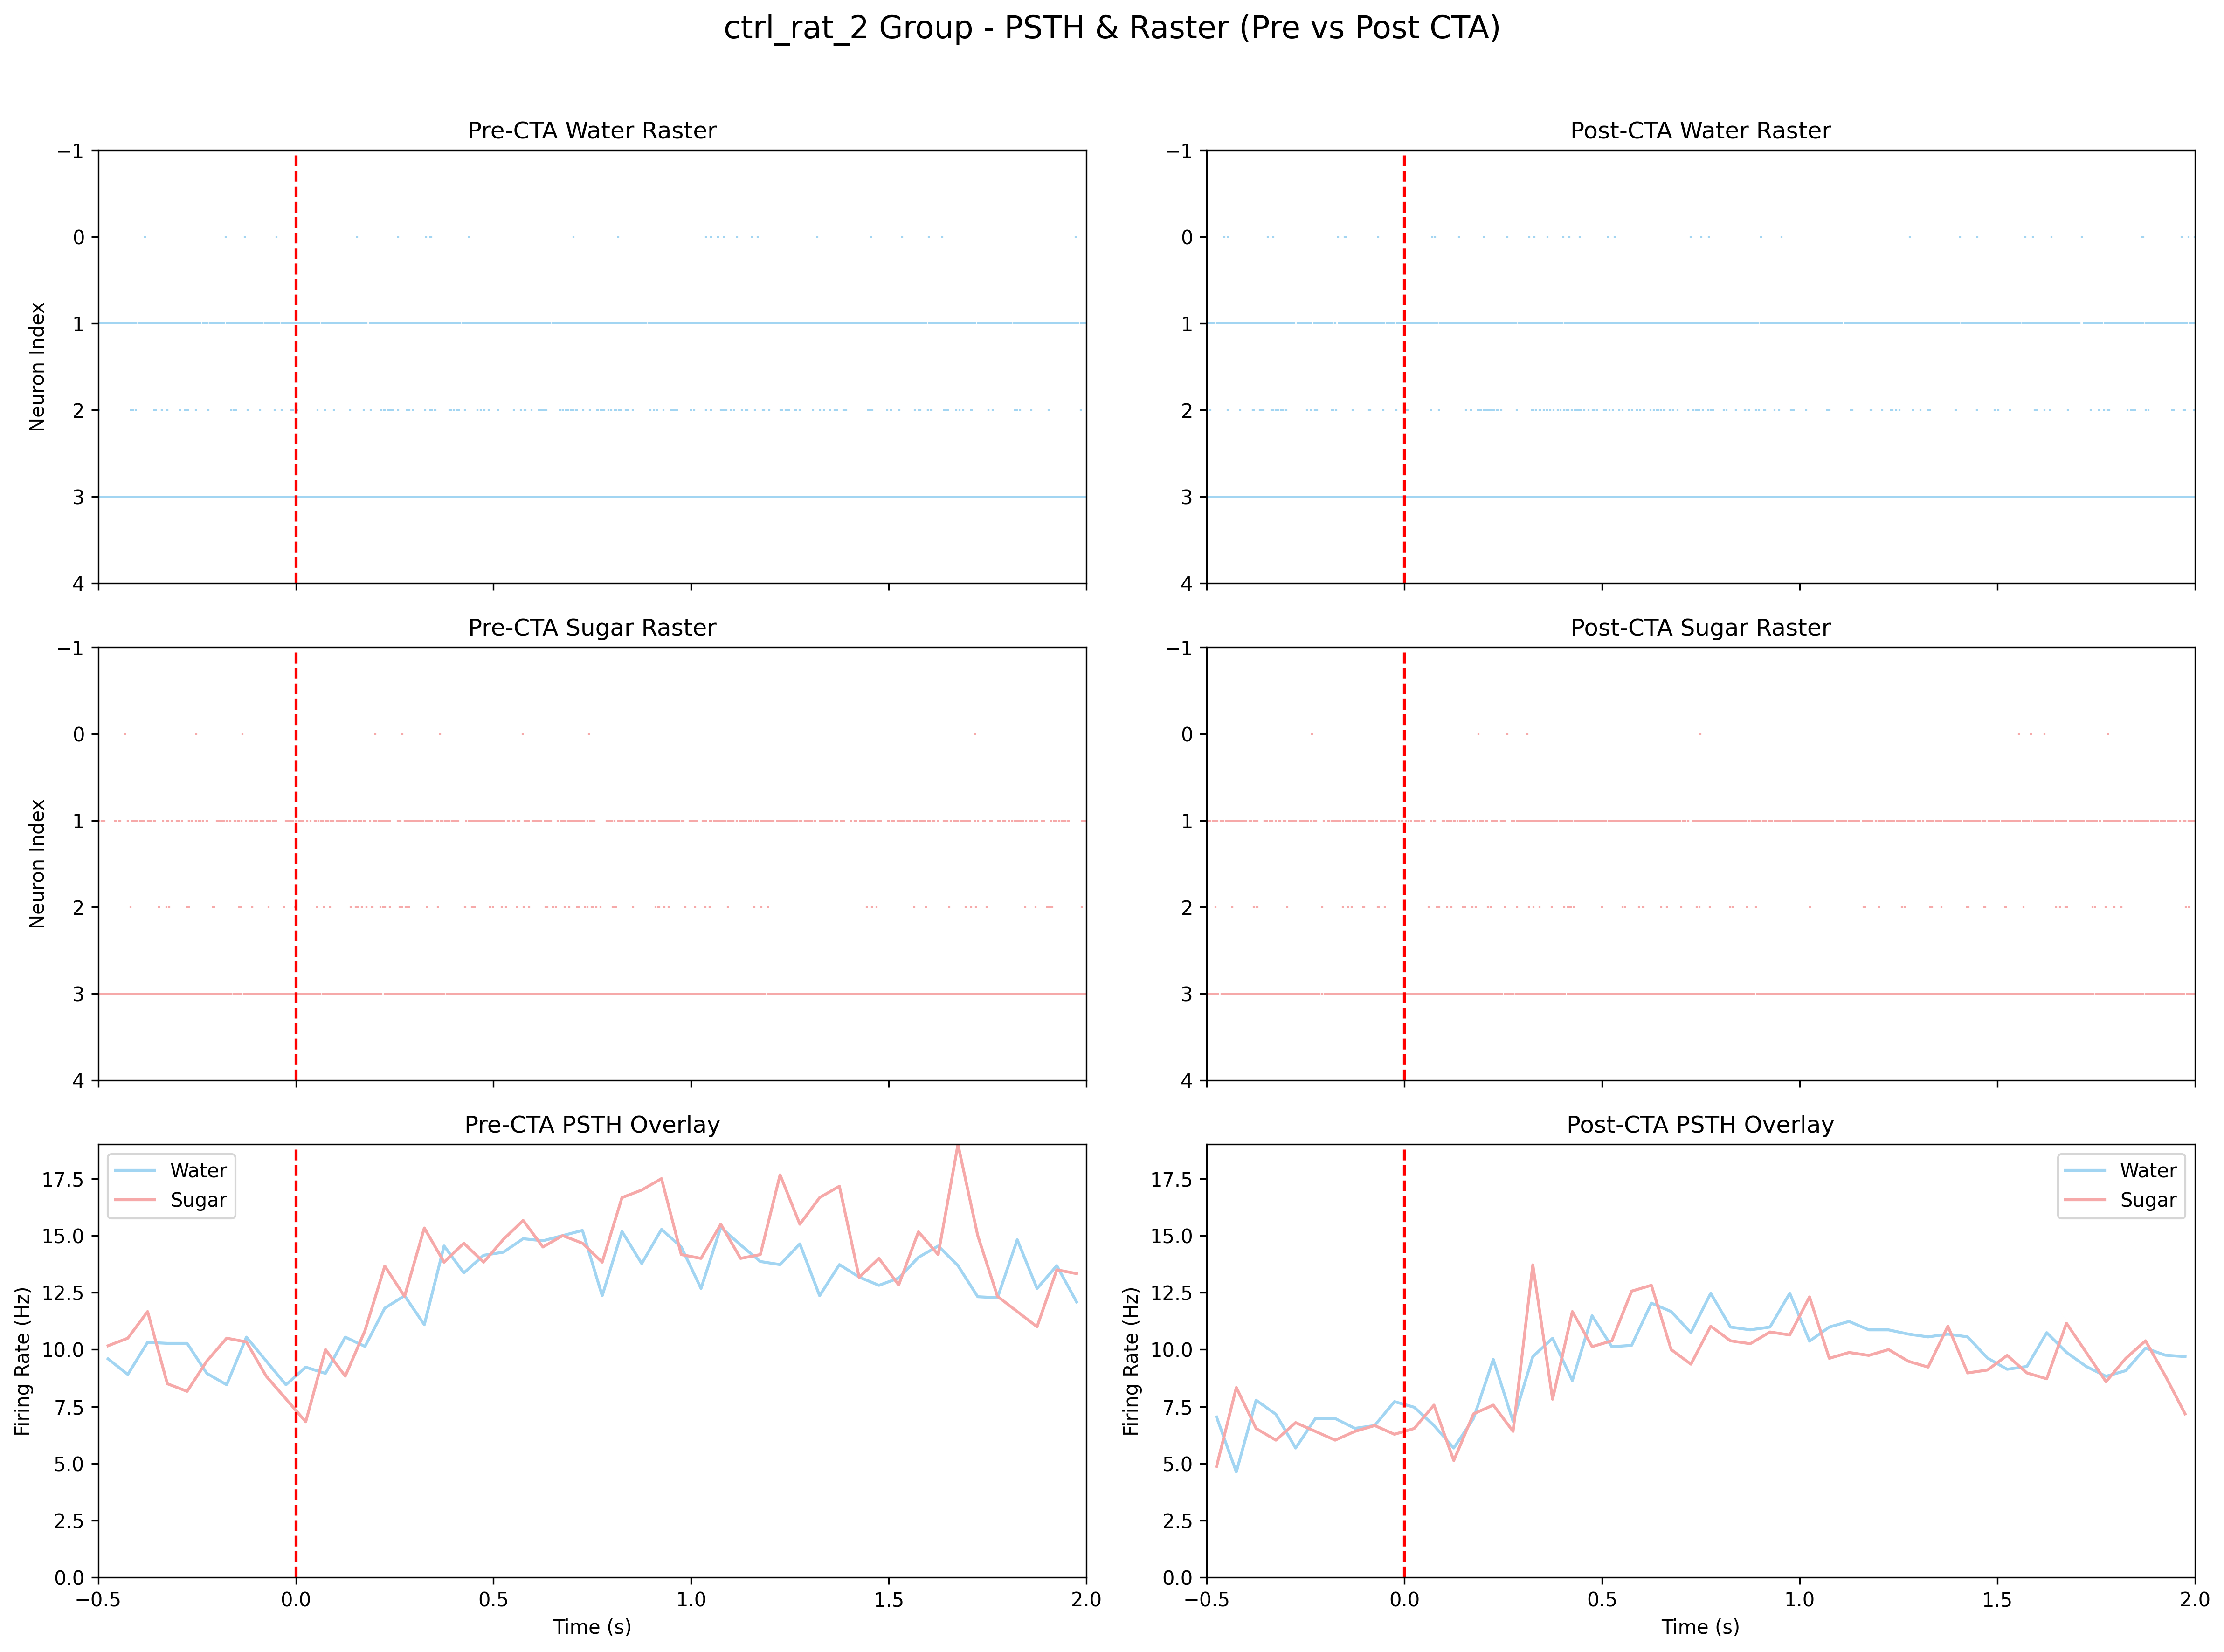 ctrl_rat_2 Group - PSTH & Raster (Pre vs Post CTA)
Pre-CTA Water Raster
−1
0
1
2
3
4
Neuron Index
Post-CTA Water Raster
−1
0
1
2
3
4
Pre-CTA Sugar Raster
−1
0
1
2
3
4
Neuron Index
Post-CTA Sugar Raster
−1
0
1
2
3
4
Pre-CTA PSTH Overlay
Water
Sugar
17.5
15.0
12.5
10.0
7.5
5.0
2.5
0.0
Firing Rate (Hz)
−0.5 0.0 0.5 1.0 1.5 2.0
Time (s)
Post-CTA PSTH Overlay
Water
Sugar
17.5
15.0
12.5
10.0
7.5
5.0
2.5
0.0
Firing Rate (Hz)
−0.5 0.0 0.5 1.0 1.5 2.0
Time (s)